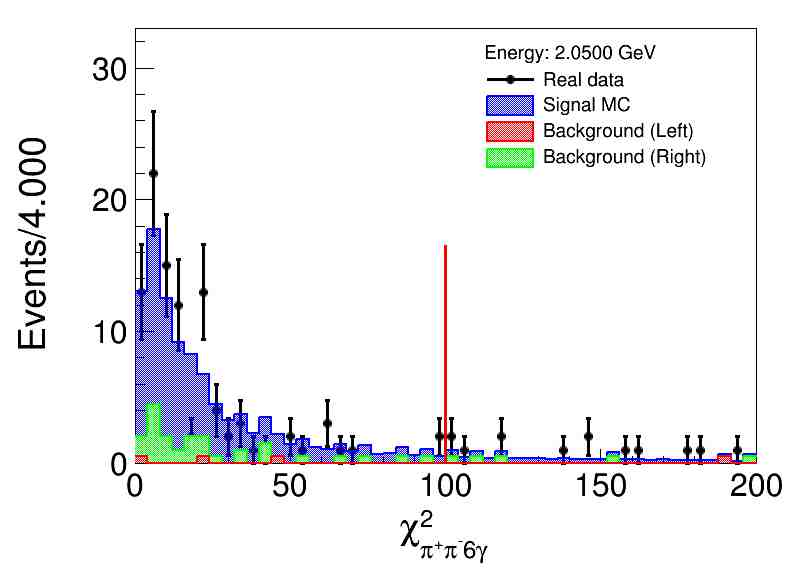 Energy: 2.0500 GeV
Real data
Signal MC
Background (Left)
Background (Right)
Events/4.000
30
20
10
0
0 50 100 150 200
χ²π⁺π⁻6γ